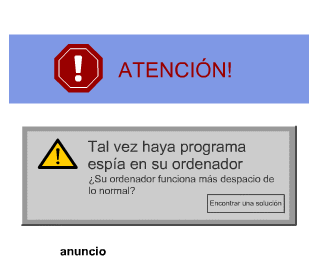 ATENCIÓN!
Tal vez haya programa
espía en su ordenador
¿Su ordenador funciona más despacio de
lo normal?
Encontrar una solución
anuncio